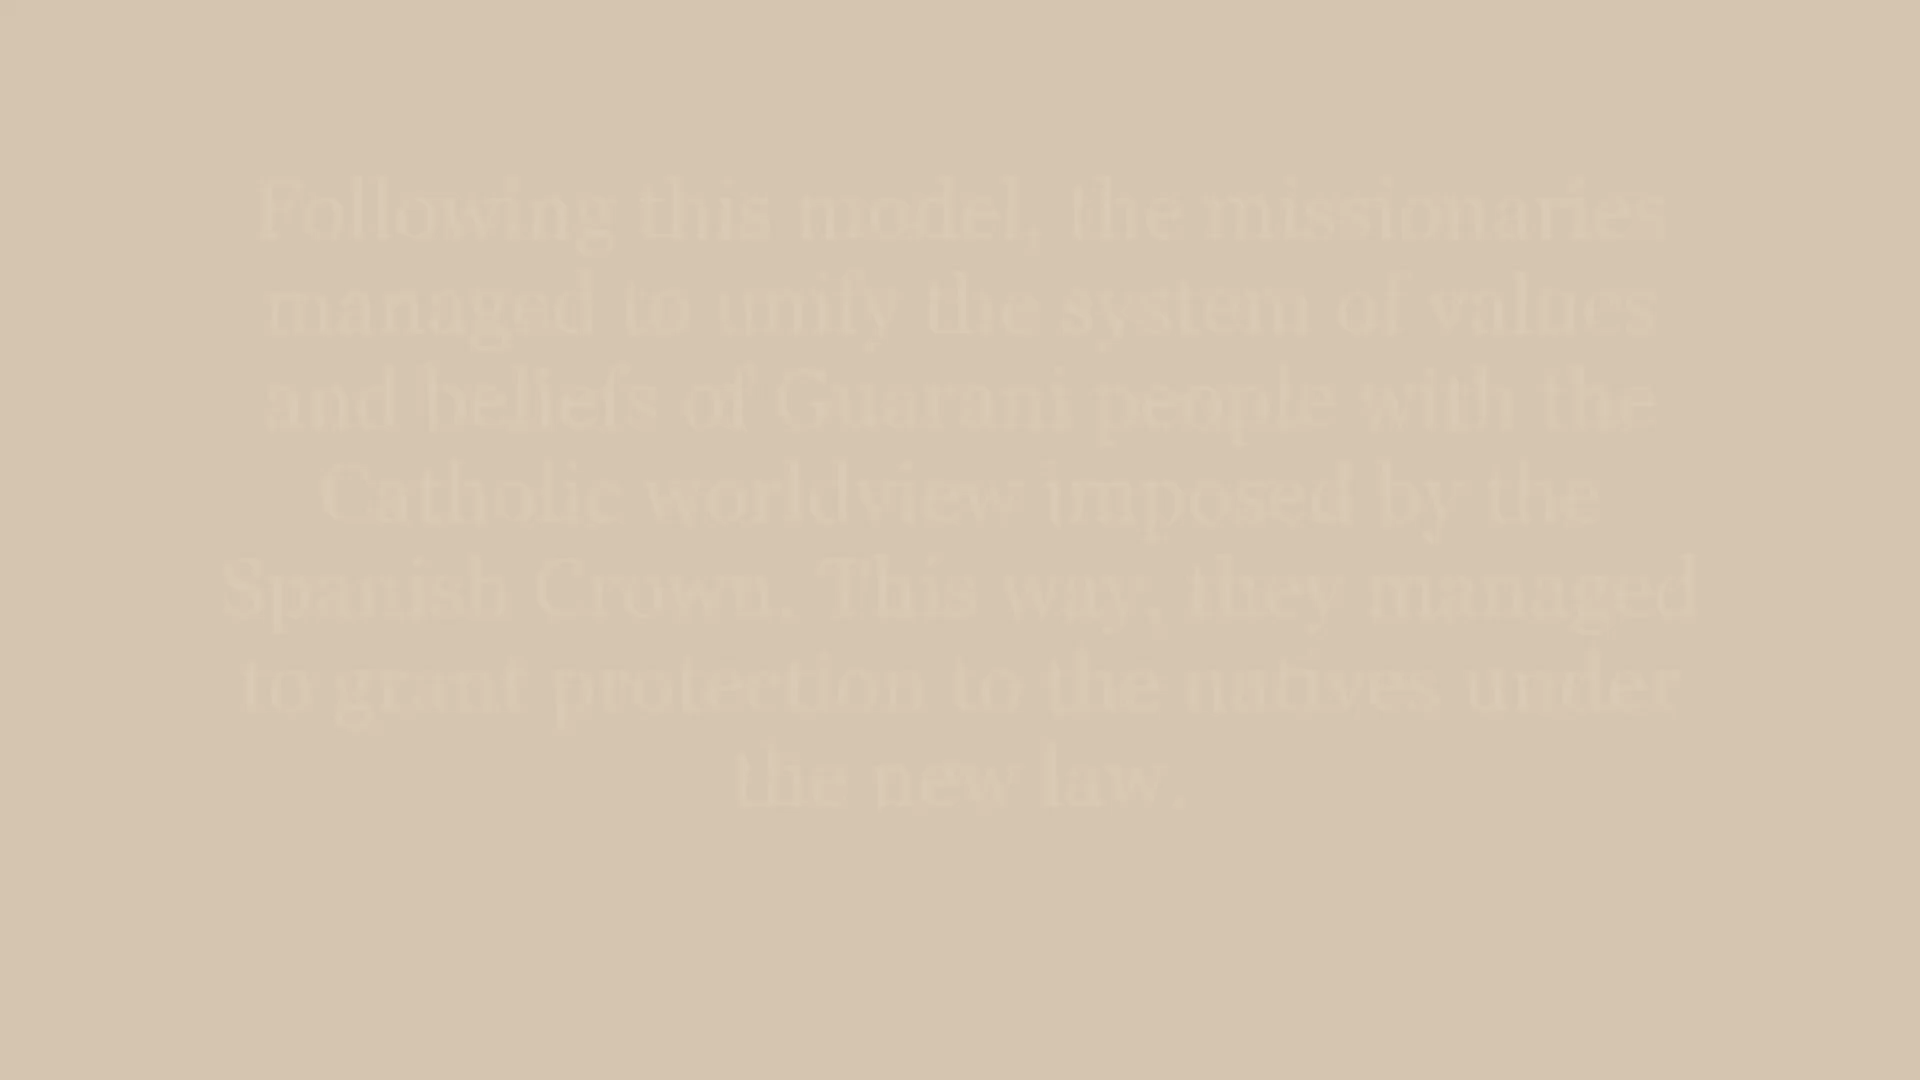 Following this model, the missionaries
managed to unify the system of values
and beliefs of Guarani people with the
Catholic worldview imposed by the
Spanish Crown. This way, they managed
to grant protection to the natives under
the new law.